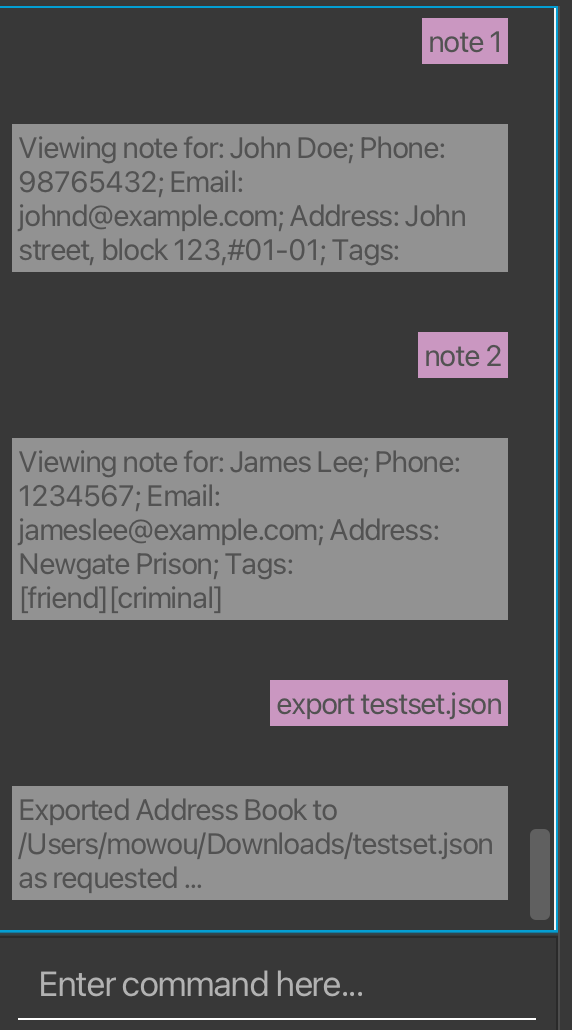 note 1
Viewing note for: John Doe; Phone:
98765432; Email:
johnd@example.com; Address: John
street, block 123,#01-01; Tags:
note 2
Viewing note for: James Lee; Phone:
1234567; Email:
jameslee@example.com; Address:
Newgate Prison; Tags:
[friend][criminal]
export testset.json
Exported Address Book to
/Users/mowou/Downloads/testset.json
as requested ...
Enter command here...